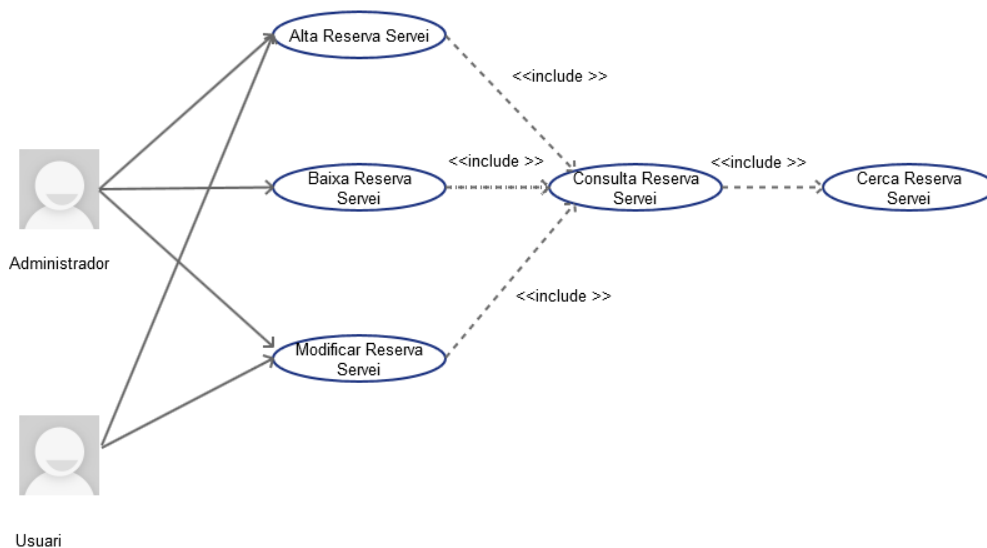 Alta Reserva Servei
<<include >>
<<include >>
<<include >>
Baixa Reserva
Servei
Consulta Reserva
Servei
Cerca Reserva
Servei
Administrador
<<include >>
Modificar Reserva
Servei
Usuari